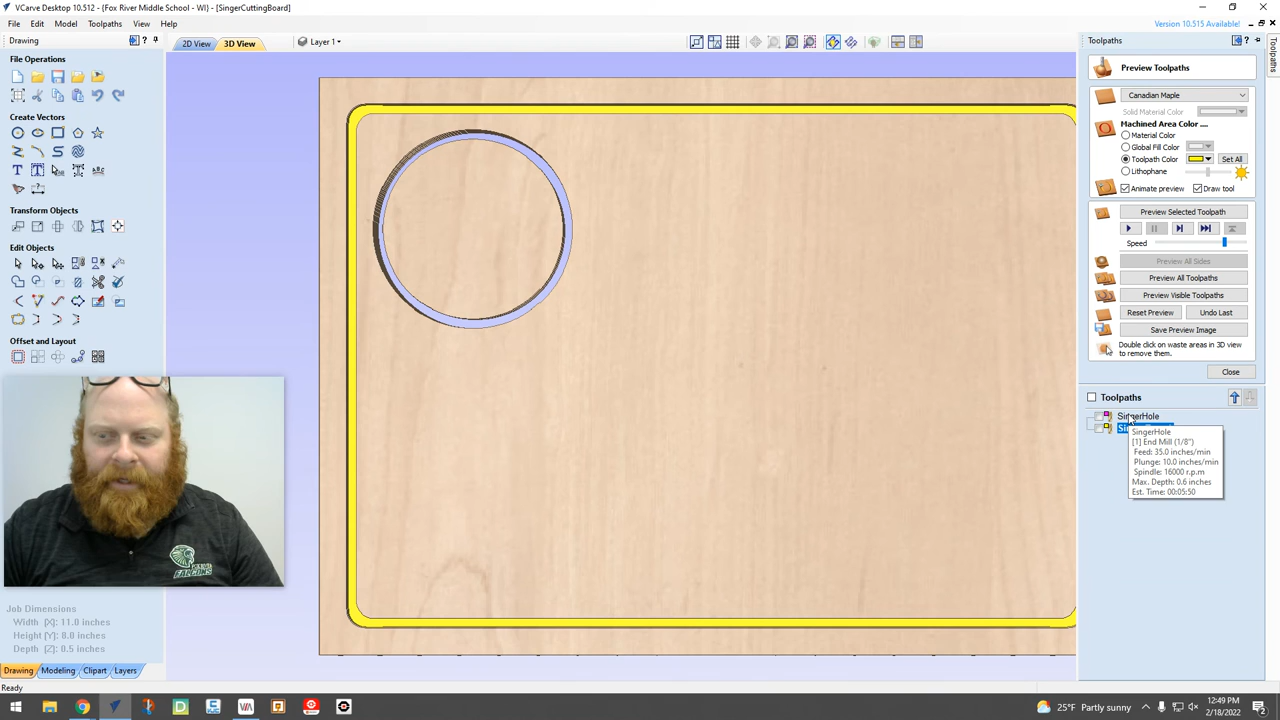 VCarve Desktop 10.512 - {Fox River Middle School - WI} - [SingerCuttingBoard]
File Edit Model Toolpaths View Help
Version 10.515 Available!
Drawing
2D View 3D View
Layer 1
Toolpaths
Toolpaths
File Operations
Create Vectors
Transform Objects
Edit Objects
Offset and Layout
Job Dimensions
Width [X]: 11.0 inches
Height [Y]: 8.0 inches
Depth [Z]: 0.5 inches
Drawing Modeling Clipart Layers
Ready
FALCONS
Preview Toolpaths
Canadian Maple
Solid Material Color
Machined Area Color ....
Material Color
Global Fill Color
Toolpath Color
Set All
Lithophane
Animate preview
Draw tool
Preview Selected Toolpath
Speed
Preview All Sides
Preview All Toolpaths
Preview Visible Toolpaths
Reset Preview
Undo Last
Save Preview Image
Double click on waste areas in 3D view
to remove them.
Close
Toolpaths
SingerHole
SingerHole
[1] End Mill (1/8")
Feed: 35.0 inches/min
Plunge: 10.0 inches/min
Spindle: 16000 r.p.m
Max. Depth: 0.6 inches
Est. Time: 00:05:50
25°F Partly sunny
12:49 PM
2/18/2022